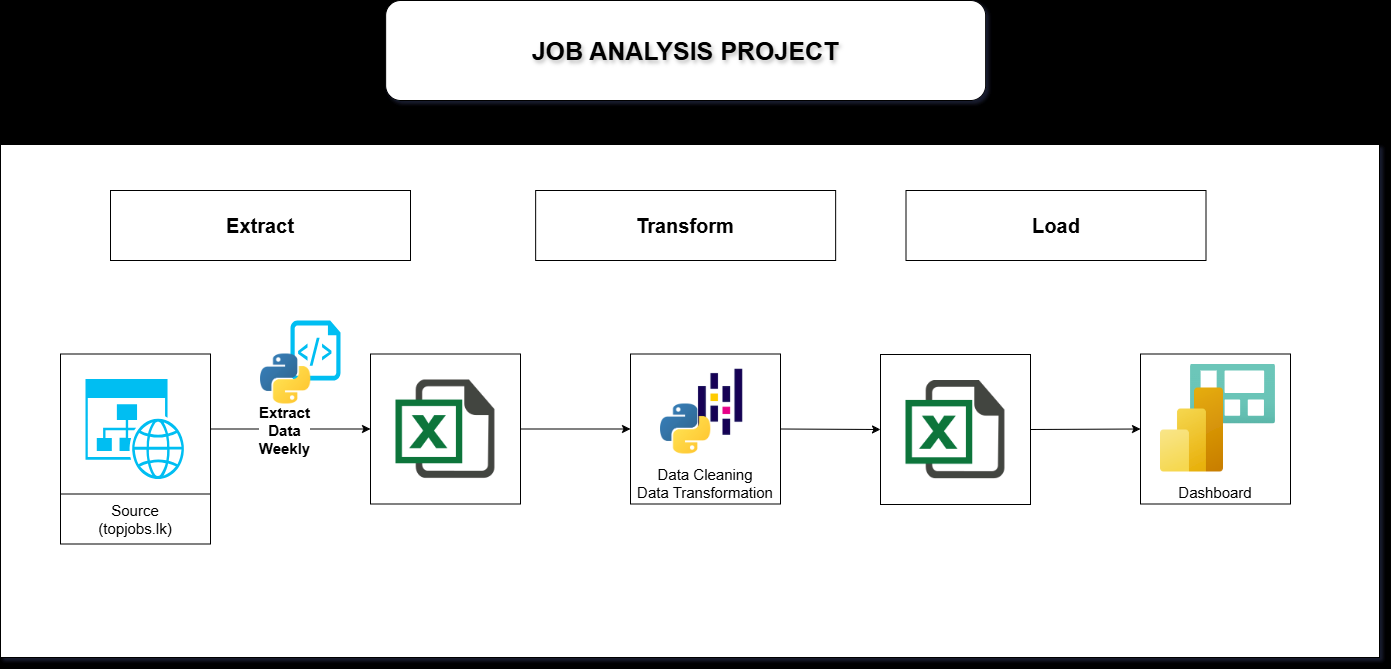 JOB ANALYSIS PROJECT
Extract
Transform
Load
Extract
Data
Weekly
Source
(topjobs.lk)
Data Cleaning
Data Transformation
Dashboard